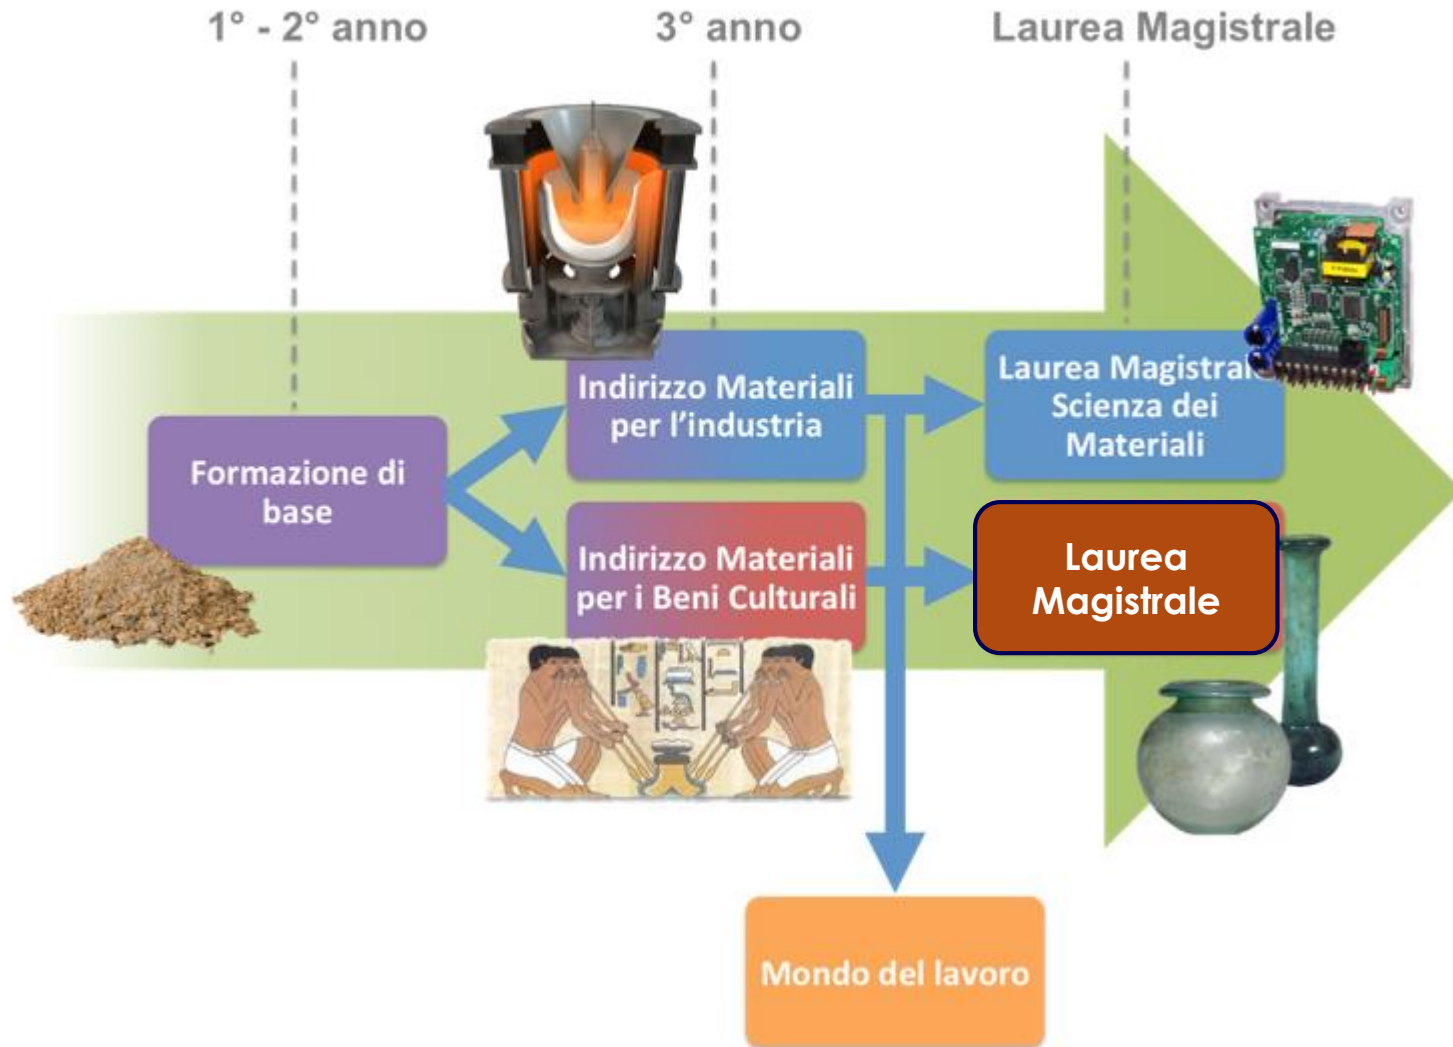 1° - 2° anno
3° anno
Laurea Magistrale
Formazione di
base
Indirizzo Materiali
per l'industria
Indirizzo Materiali
per i Beni Culturali
Laurea Magistrale
Scienza dei
Materiali
Laurea
Magistrale
Mondo del lavoro